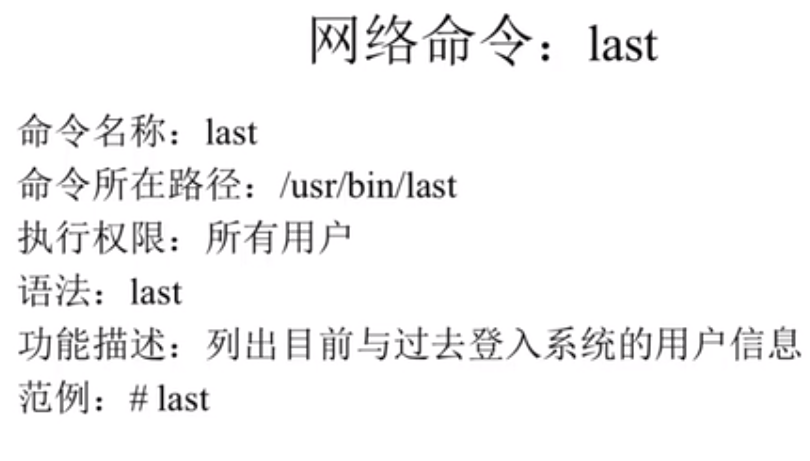 网络命令：last
命令名称：last
命令所在路径：/usr/bin/last
执行权限：所有用户
语法：last
功能描述：列出目前与过去登入系统的用户信息
范例：# last